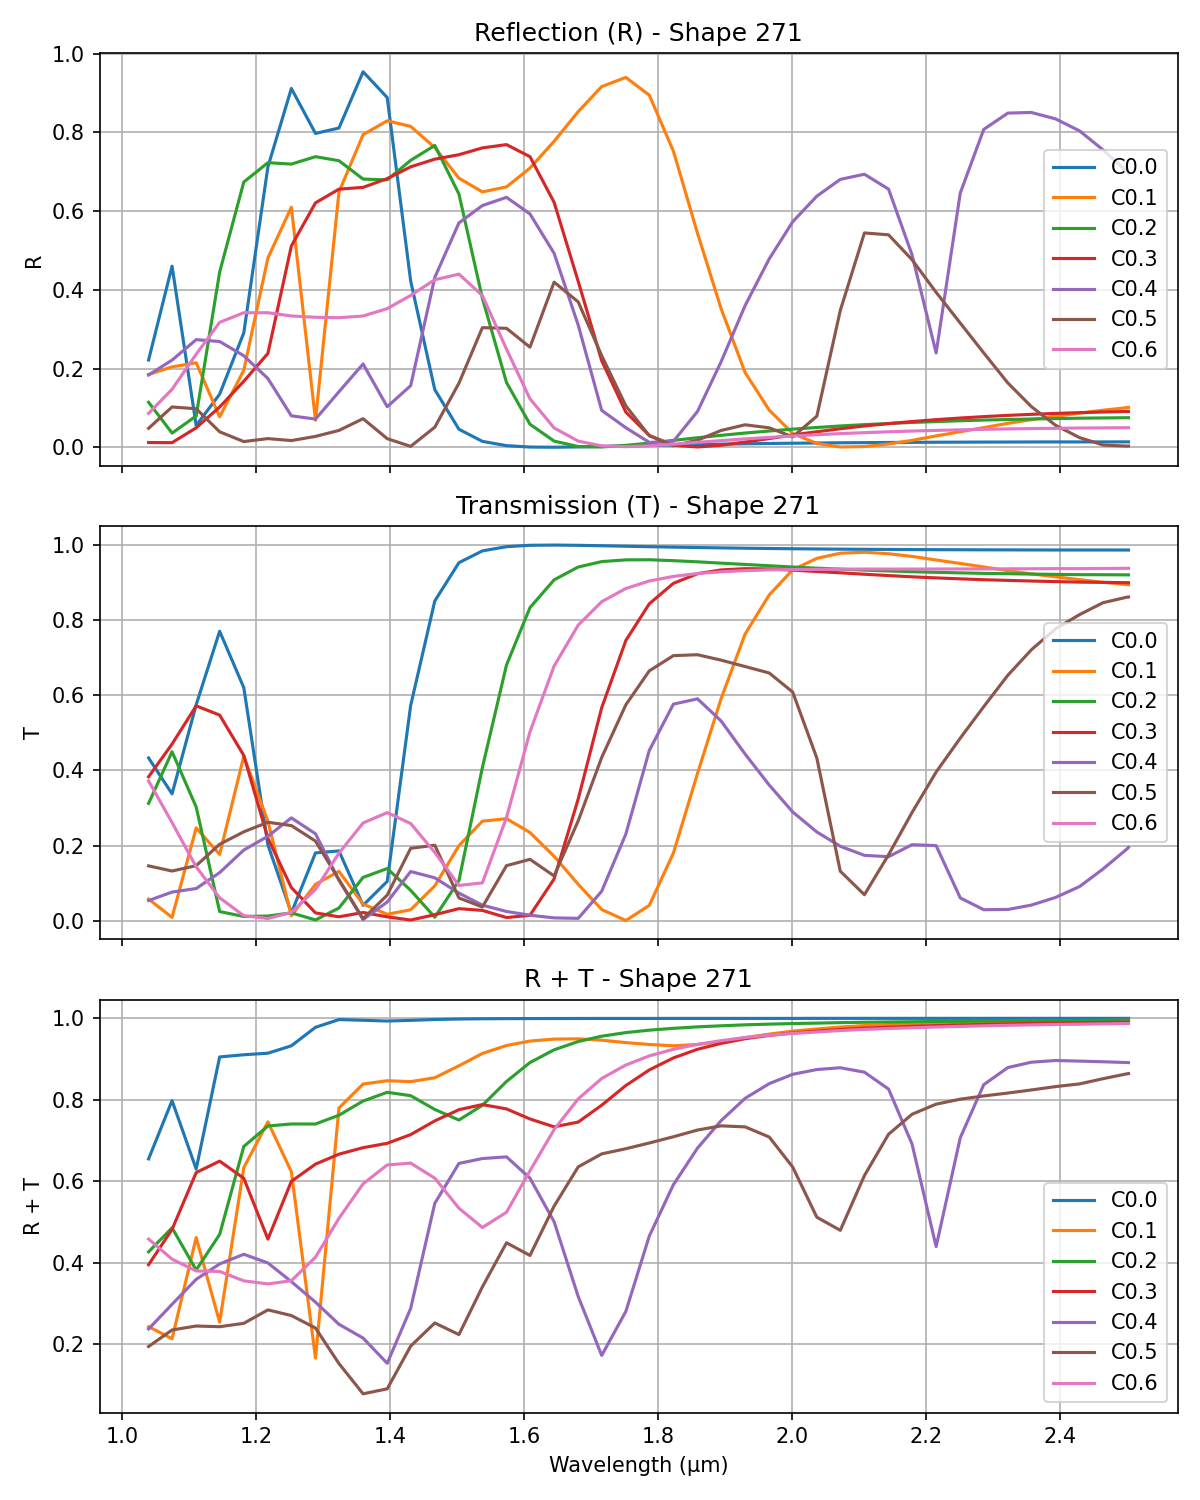 Reflection (R) - Shape 271
1.0
0.8
0.6
0.4
0.2
0.0
R
C0.0
C0.1
C0.2
C0.3
C0.4
C0.5
C0.6
Transmission (T) - Shape 271
1.0
0.8
0.6
0.4
0.2
0.0
T
C0.0
C0.1
C0.2
C0.3
C0.4
C0.5
C0.6
R + T - Shape 271
1.0
0.8
0.6
0.4
0.2
R + T
C0.0
C0.1
C0.2
C0.3
C0.4
C0.5
C0.6
1.0 1.2 1.4 1.6 1.8 2.0 2.2 2.4
Wavelength (μm)